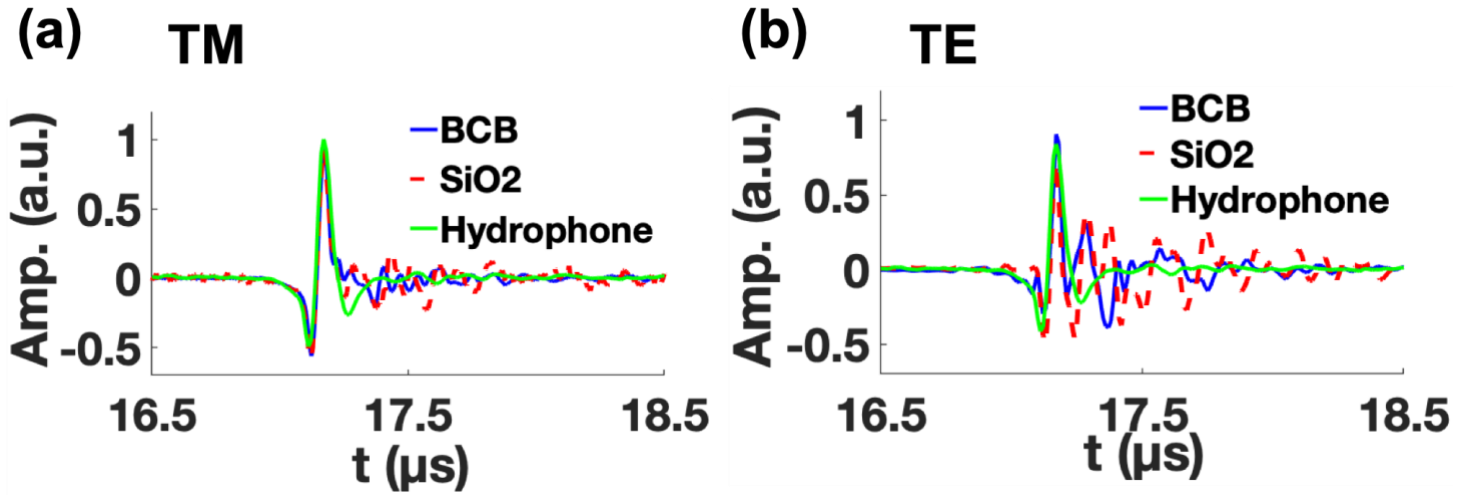 (a) TM
BCB
SiO2
Hydrophone
Amp. (a.u.)
1
0.5
0
-0.5
16.5 17.5 18.5
t (μs)
(b) TE
BCB
SiO2
Hydrophone
Amp. (a.u.)
1
0.5
0
-0.5
16.5 17.5 18.5
t (μs)